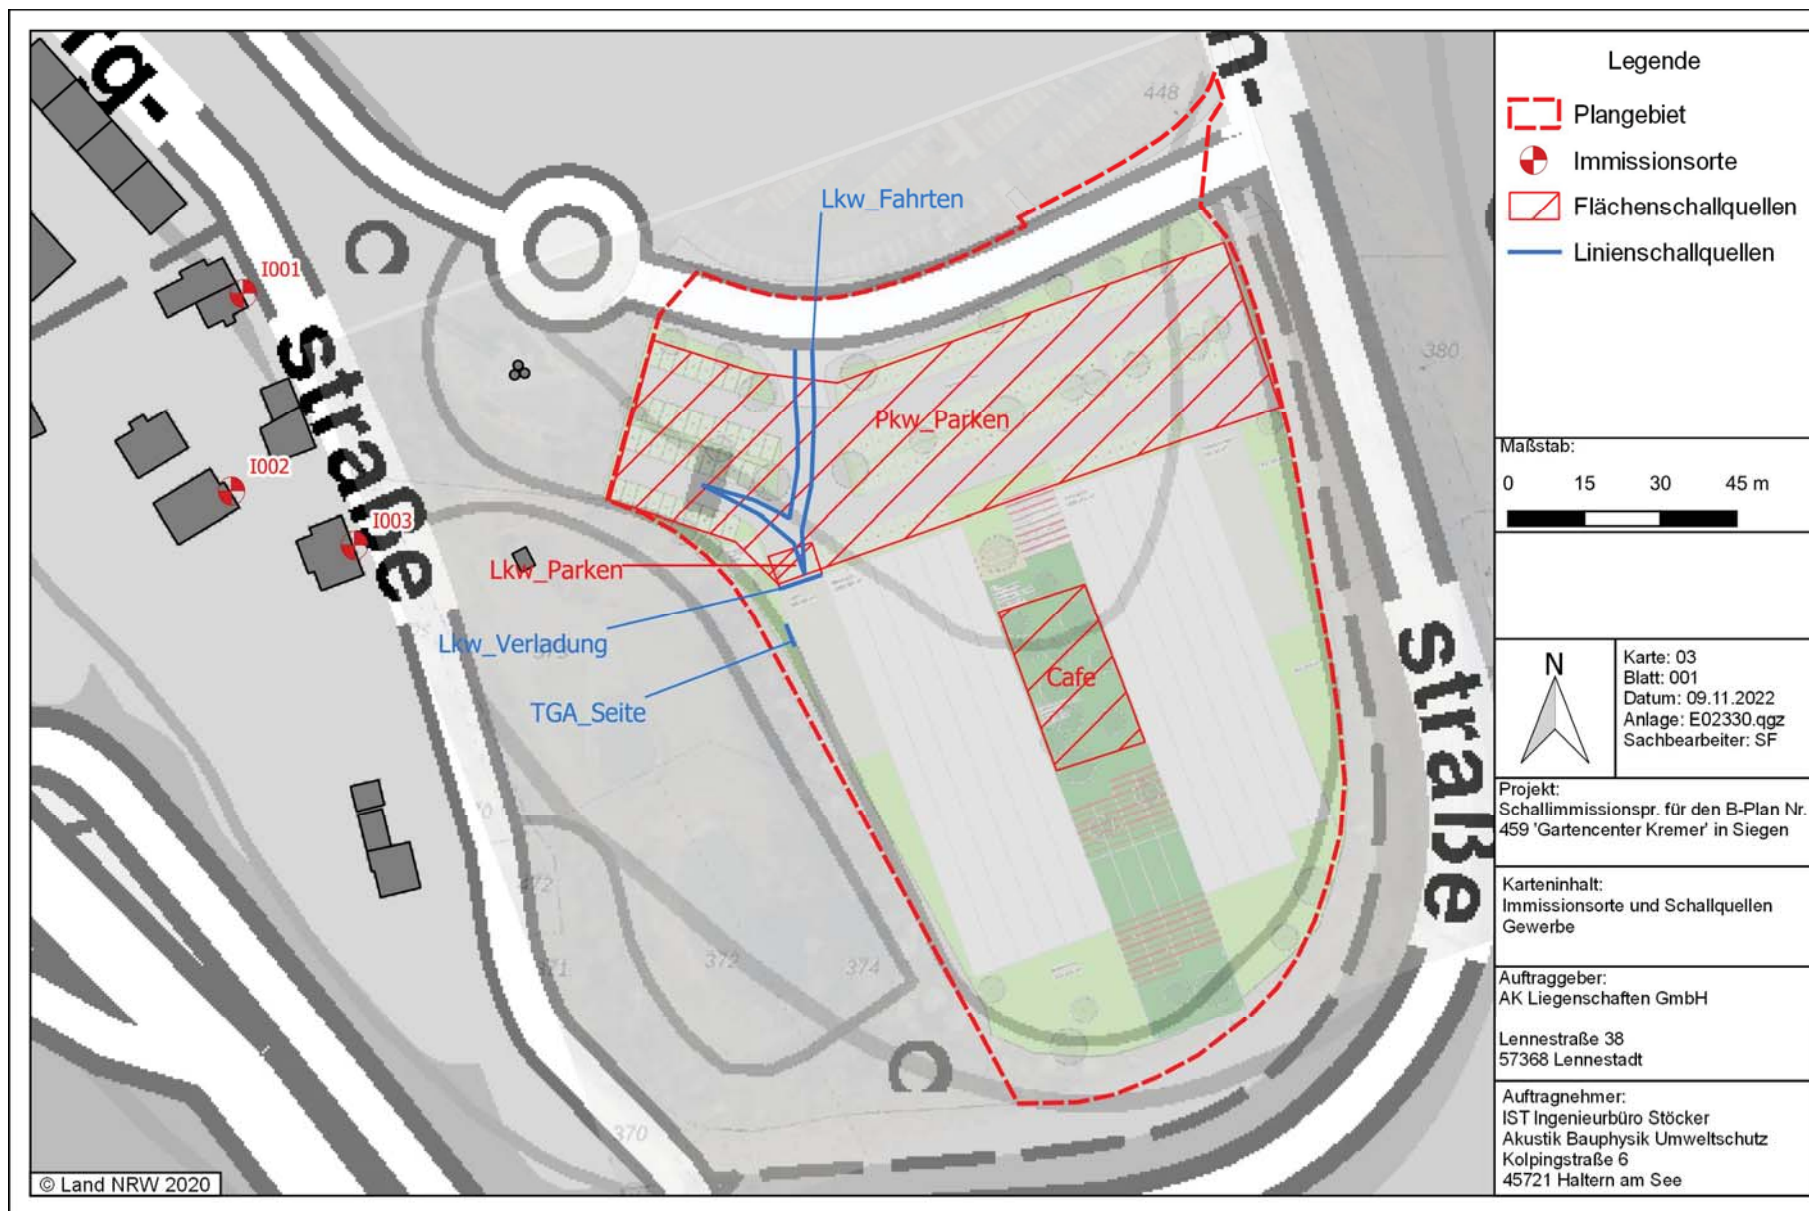 rg-
straße
n-
straße
448
380
372
374
371
370
Lkw_Fahrten
I001
I002
I003
Pkw_Parken
Lkw_Parken
Lkw_Verladung
TGA_Seite
Cafe
© Land NRW 2020
Legende
Plangebiet
Immissionsorte
Flächenschallquellen
Linienschallquellen
Maßstab:
0 15 30 45 m
N
Karte: 03
Blatt: 001
Datum: 09.11.2022
Anlage: E02330.qgz
Sachbearbeiter: SF
Projekt:
Schallimmissionspr. für den B-Plan Nr.
459 'Gartencenter Kremer' in Siegen
Karteninhalt:
Immissionsorte und Schallquellen
Gewerbe
Auftraggeber:
AK Liegenschaften GmbH
Lennestraße 38
57368 Lennestadt
Auftragnehmer:
IST Ingenieurbüro Stöcker
Akustik Bauphysik Umweltschutz
Kolpingstraße 6
45721 Haltern am See